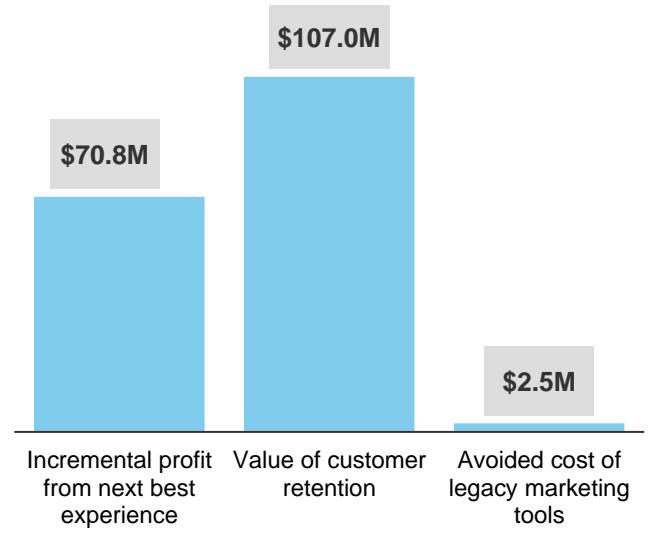 $107.0M
$70.8M
$2.5M
Incremental profit
from next best
experience
Value of customer
retention
Avoided cost of
legacy marketing
tools